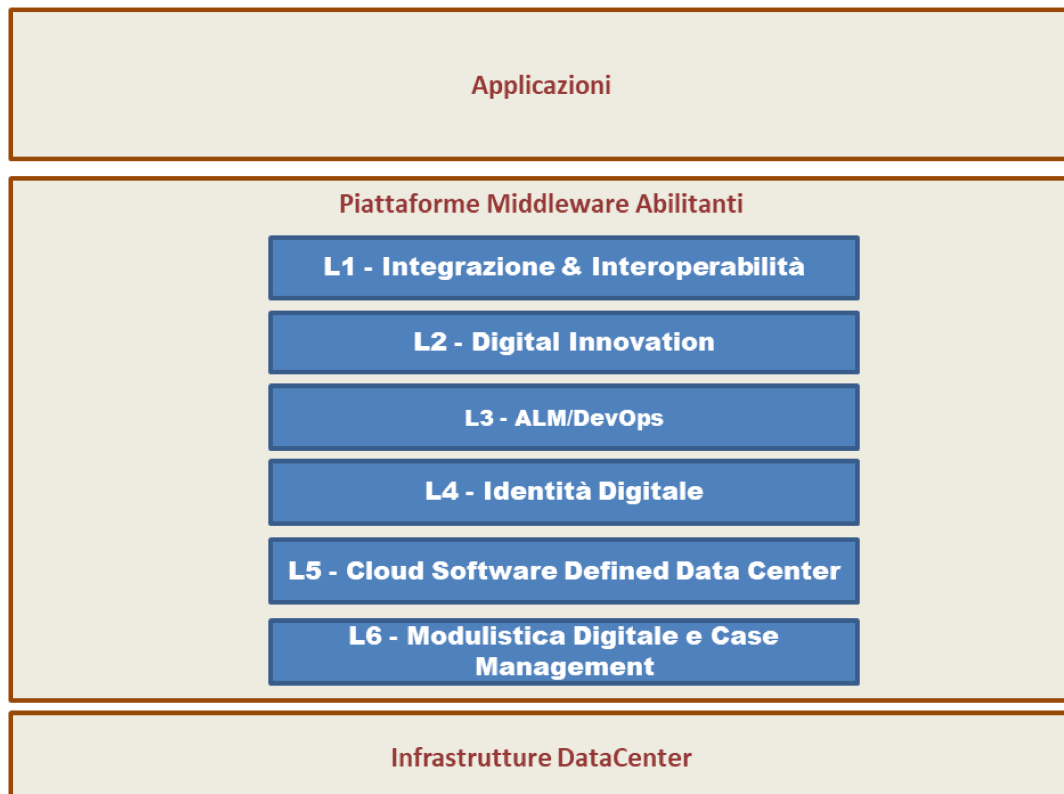 Applicazioni
Piattaforme Middleware Abilitanti
L1 - Integrazione & Interoperabilità
L2 - Digital Innovation
L3 - ALM/DevOps
L4 - Identità Digitale
L5 - Cloud Software Defined Data Center
L6 - Modulistica Digitale e Case
Management
Infrastrutture DataCenter